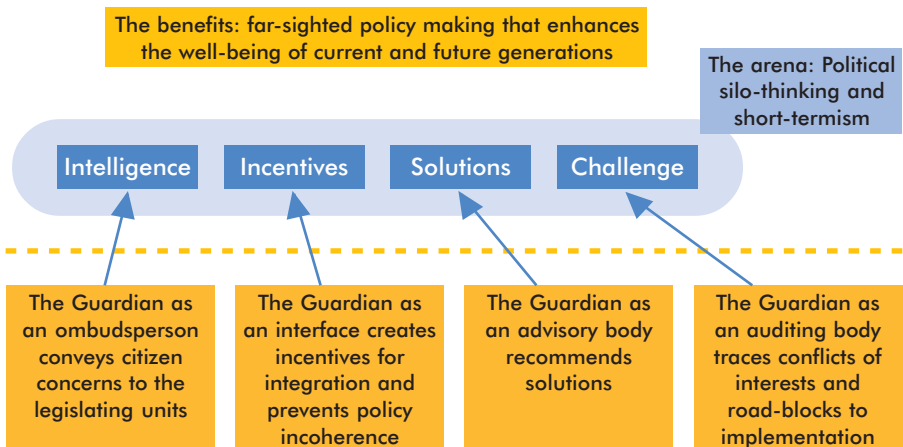 The benefits: far-sighted policy making that enhances
the well-being of current and future generations
The arena: Political
silo-thinking and
short-termism
Intelligence
Incentives
Solutions
Challenge
The Guardian as
an ombudsperson
conveys citizen
concerns to the
legislating units
The Guardian as
an interface creates
incentives for
integration and
prevents policy
incoherence
The Guardian as
an advisory body
recommends
solutions
The Guardian as
an auditing body
traces conflicts of
interests and
road-blocks to
implementation